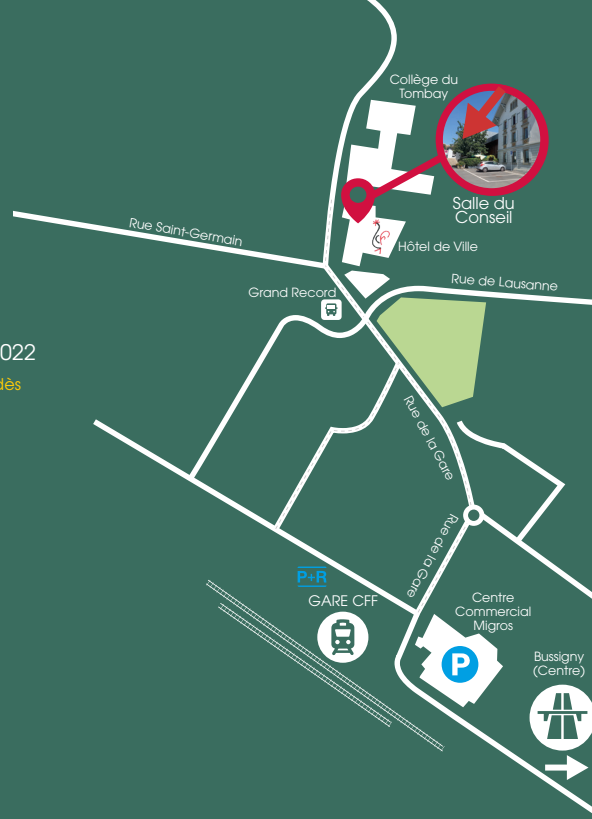 Collège du
Tombay
Salle du
Conseil
Rue Saint-Germain
Hôtel de Ville
Rue de Lausanne
Grand Record
022
dès
Rue de la Gare
Rue de la Gare
P+R
GARE CFF
Centre
Commercial
Migros
P
Bussigny
(Centre)